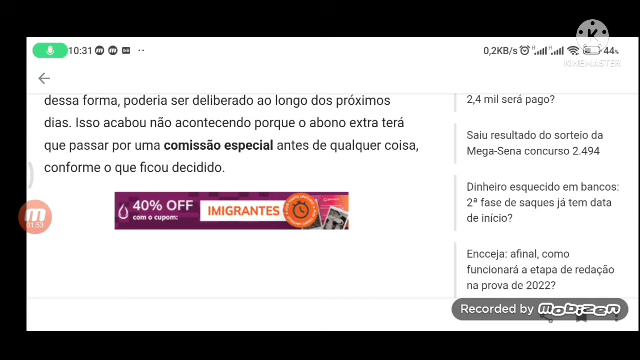 10:31
0,2KB/s
44%
KINEMASTER
dessa forma, poderia ser deliberado ao longo dos próximos
dias. Isso acabou não acontecendo porque o abono extra terá
que passar por uma comissão especial antes de qualquer coisa,
conforme o que ficou decidido.
40% OFF
com o cupom:
IMIGRANTES
01:53
2,4 mil será pago?
Saiu resultado do sorteio da
Mega-Sena concurso 2.494
Dinheiro esquecido em bancos:
2ª fase de saques já tem data
de início?
Encceja: afinal, como
funcionará a etapa de redação
na prova de 2022?
Recorded by mobizen